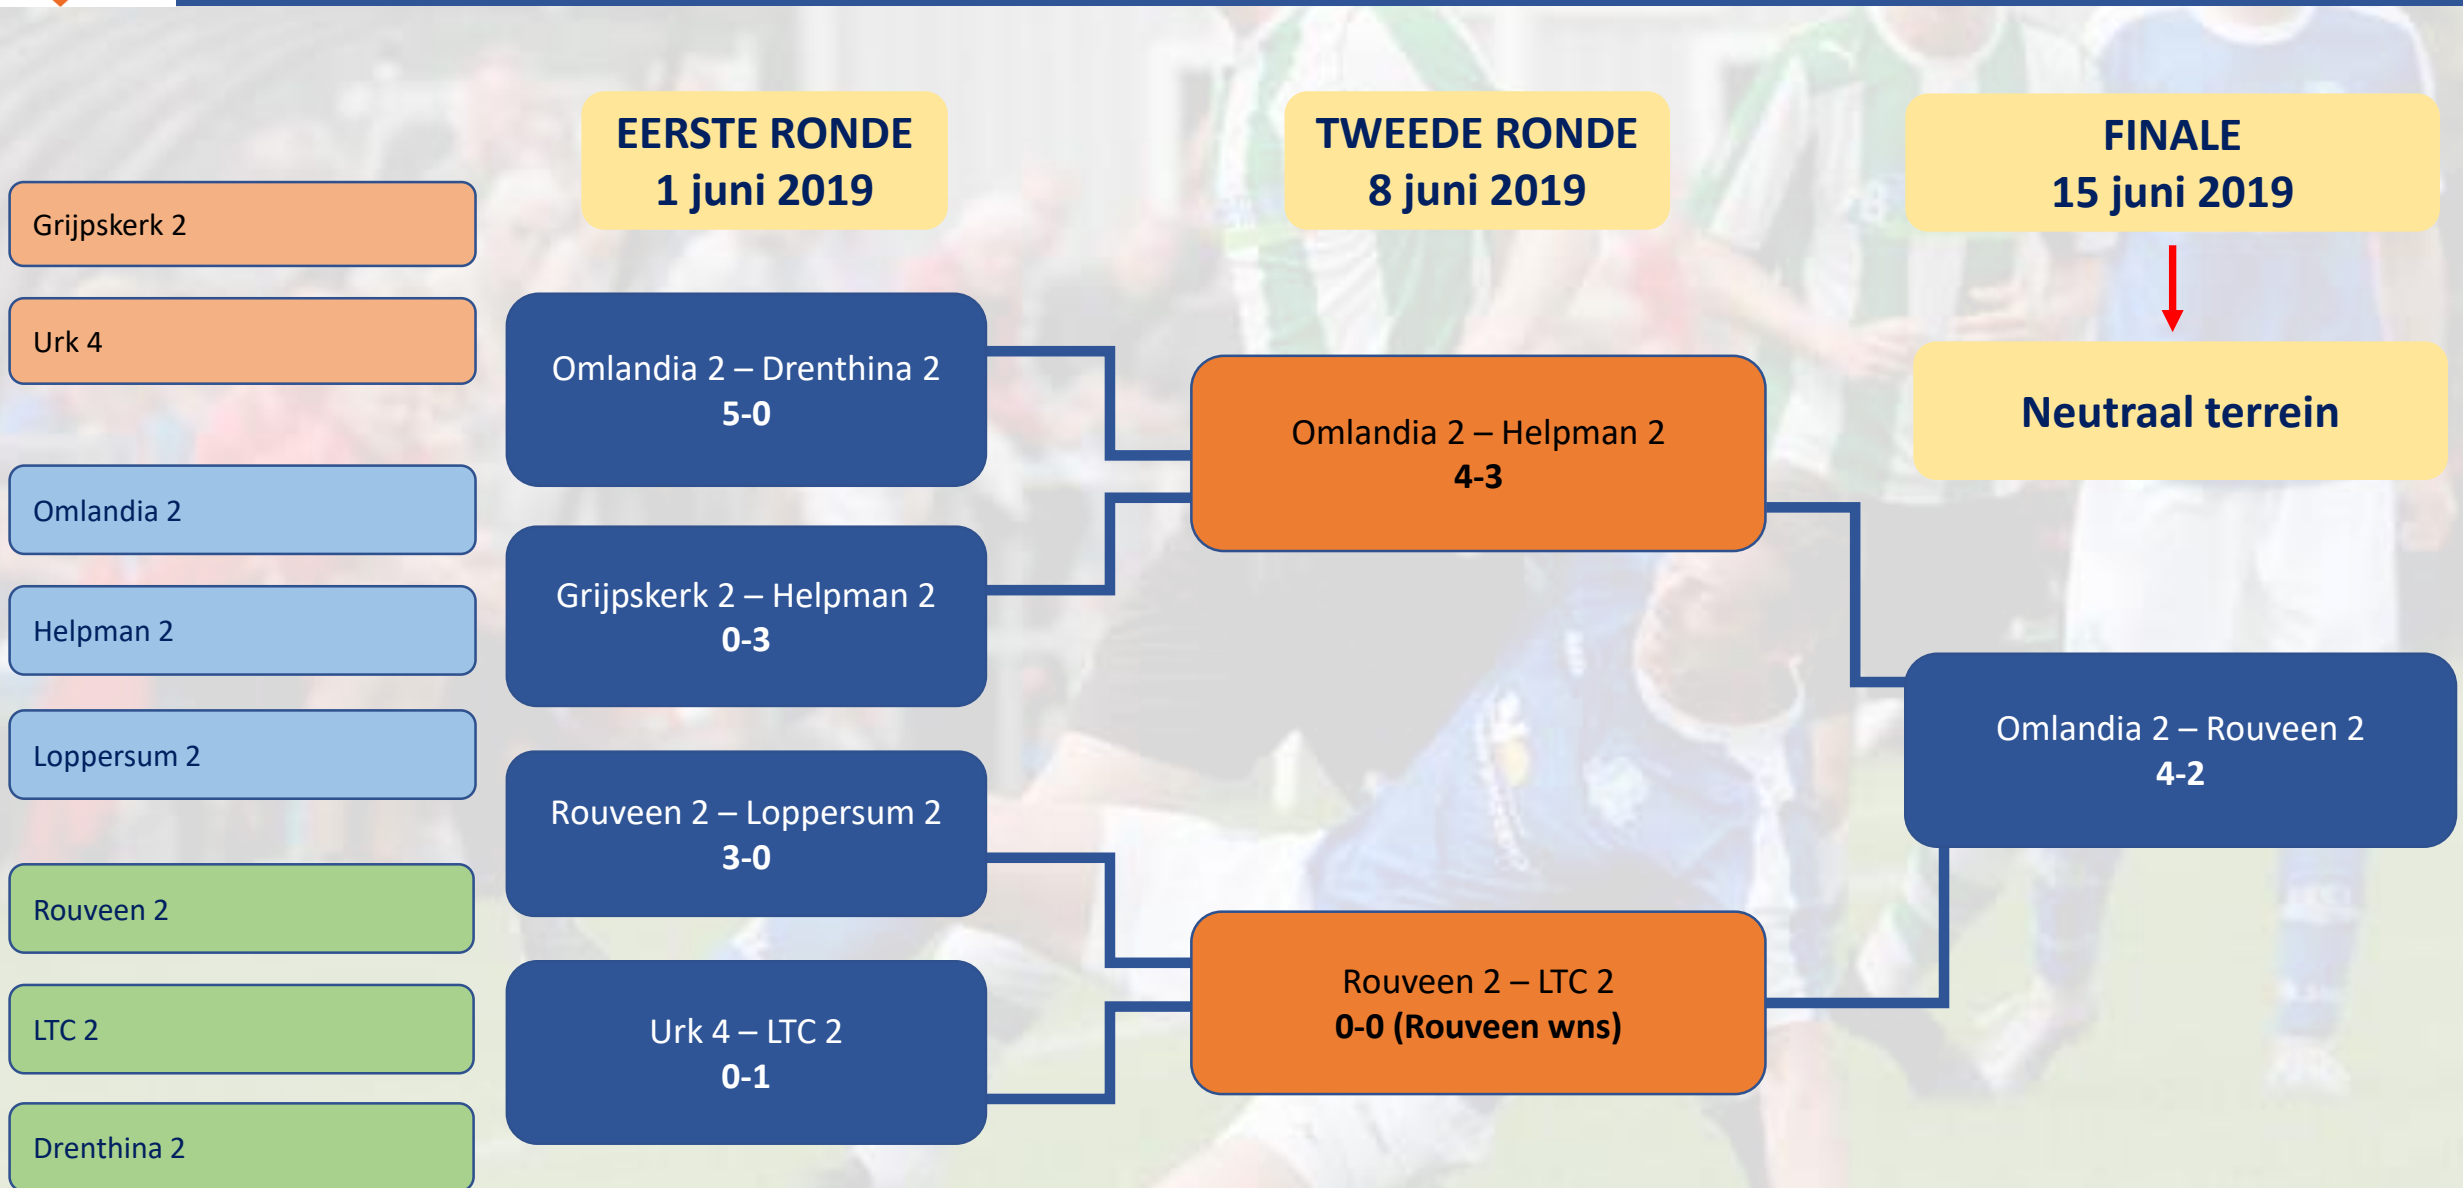 Grijpskerk 2
Urk 4
Omlandia 2
Helpman 2
Loppersum 2
Rouveen 2
LTC 2
Drenthina 2
EERSTE RONDE
1 juni 2019
Omlandia 2 – Drenthina 2
5-0
Grijpskerk 2 – Helpman 2
0-3
Rouveen 2 – Loppersum 2
3-0
Urk 4 – LTC 2
0-1
TWEEDE RONDE
8 juni 2019
Omlandia 2 – Helpman 2
4-3
Rouveen 2 – LTC 2
0-0 (Rouveen wns)
FINALE
15 juni 2019
Neutraal terrein
Omlandia 2 – Rouveen 2
4-2